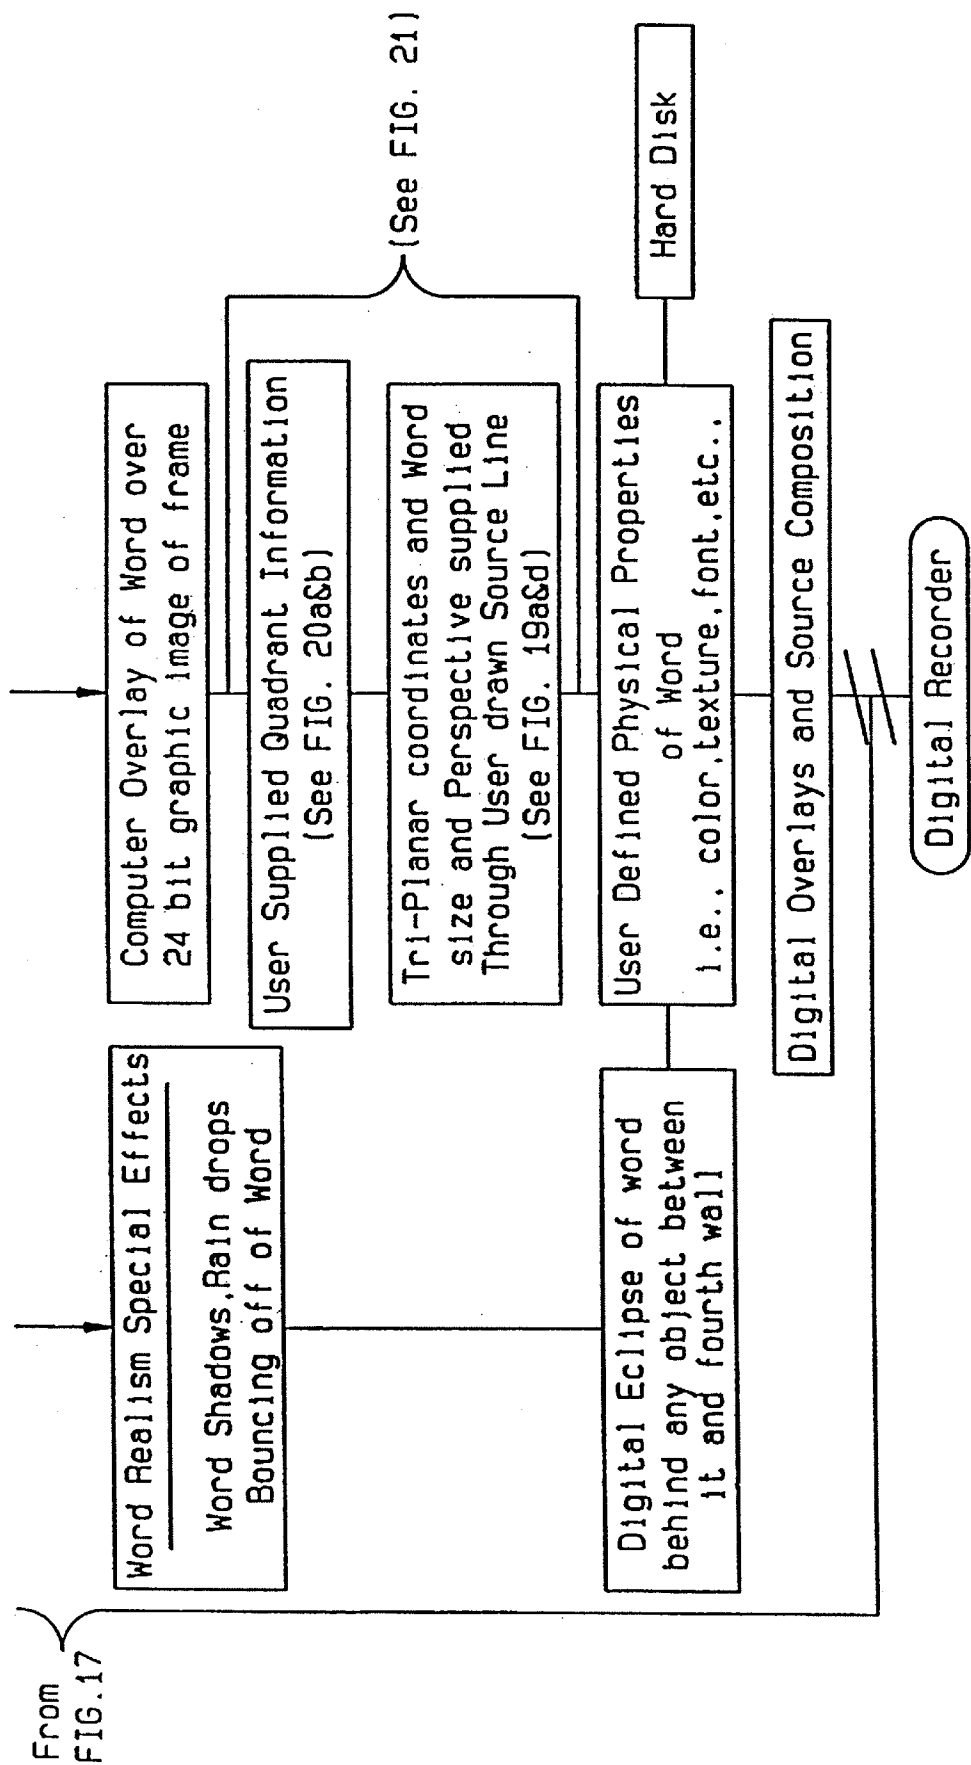 From
FIG.17
Word Realism Special Effects
Word Shadows,Rain drops
Bouncing off of Word
Computer Overlay of Word over
24 bit graphic image of frame
User Supplied Quadrant Information
(See FIG. 20a&b)
(See FIG. 21)
Tri-Planar coordinates and Word
size and Perspective supplied
Through User drawn Source Line
(See FIG. 19a&d)
Digital Eclipse of word
behind any object between
it and fourth wall
User Defined Physical Properties
of Word
i.e., color,texture,font,etc..
Hard Disk
Digital Overlays and Source Composition
Digital Recorder